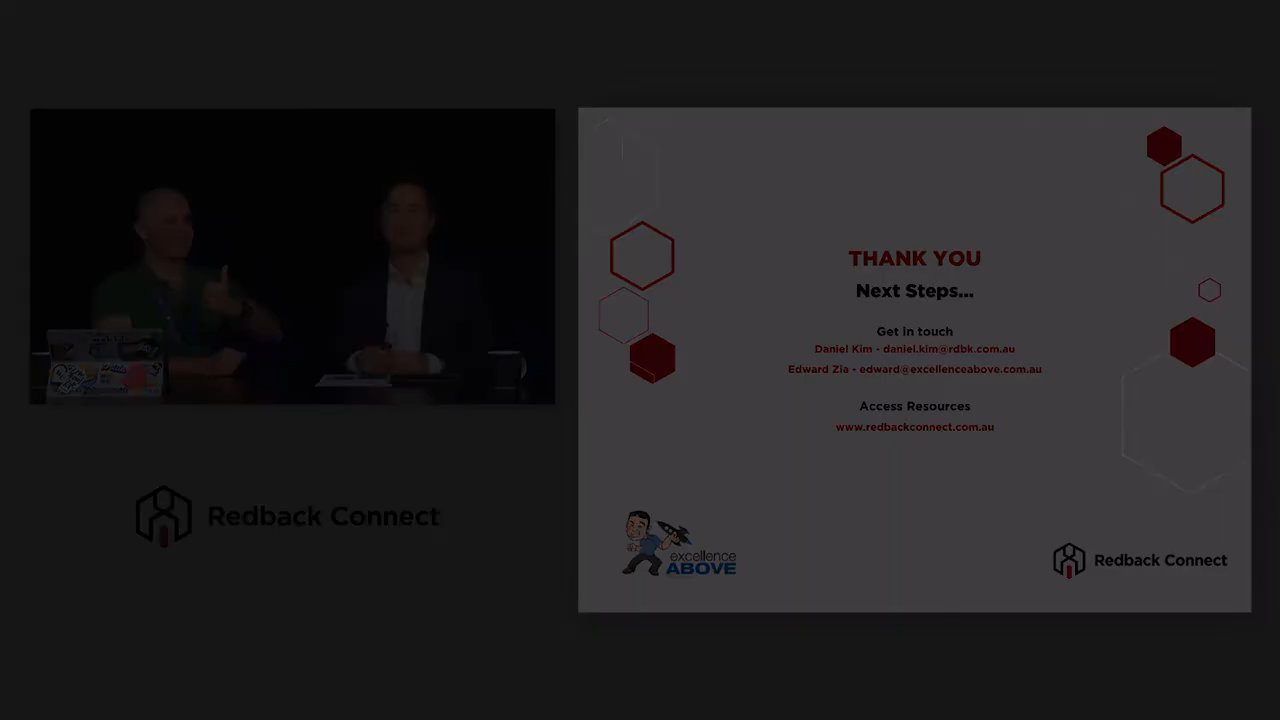 THANK YOU
Next Steps...
Get in touch
Daniel Kim - daniel.kim@rdbk.com.au
Edward Zia - edward@excellenceabove.com.au
Access Resources
www.redbackconnect.com.au
Redback Connect
excellence
ABOVE
Redback Connect